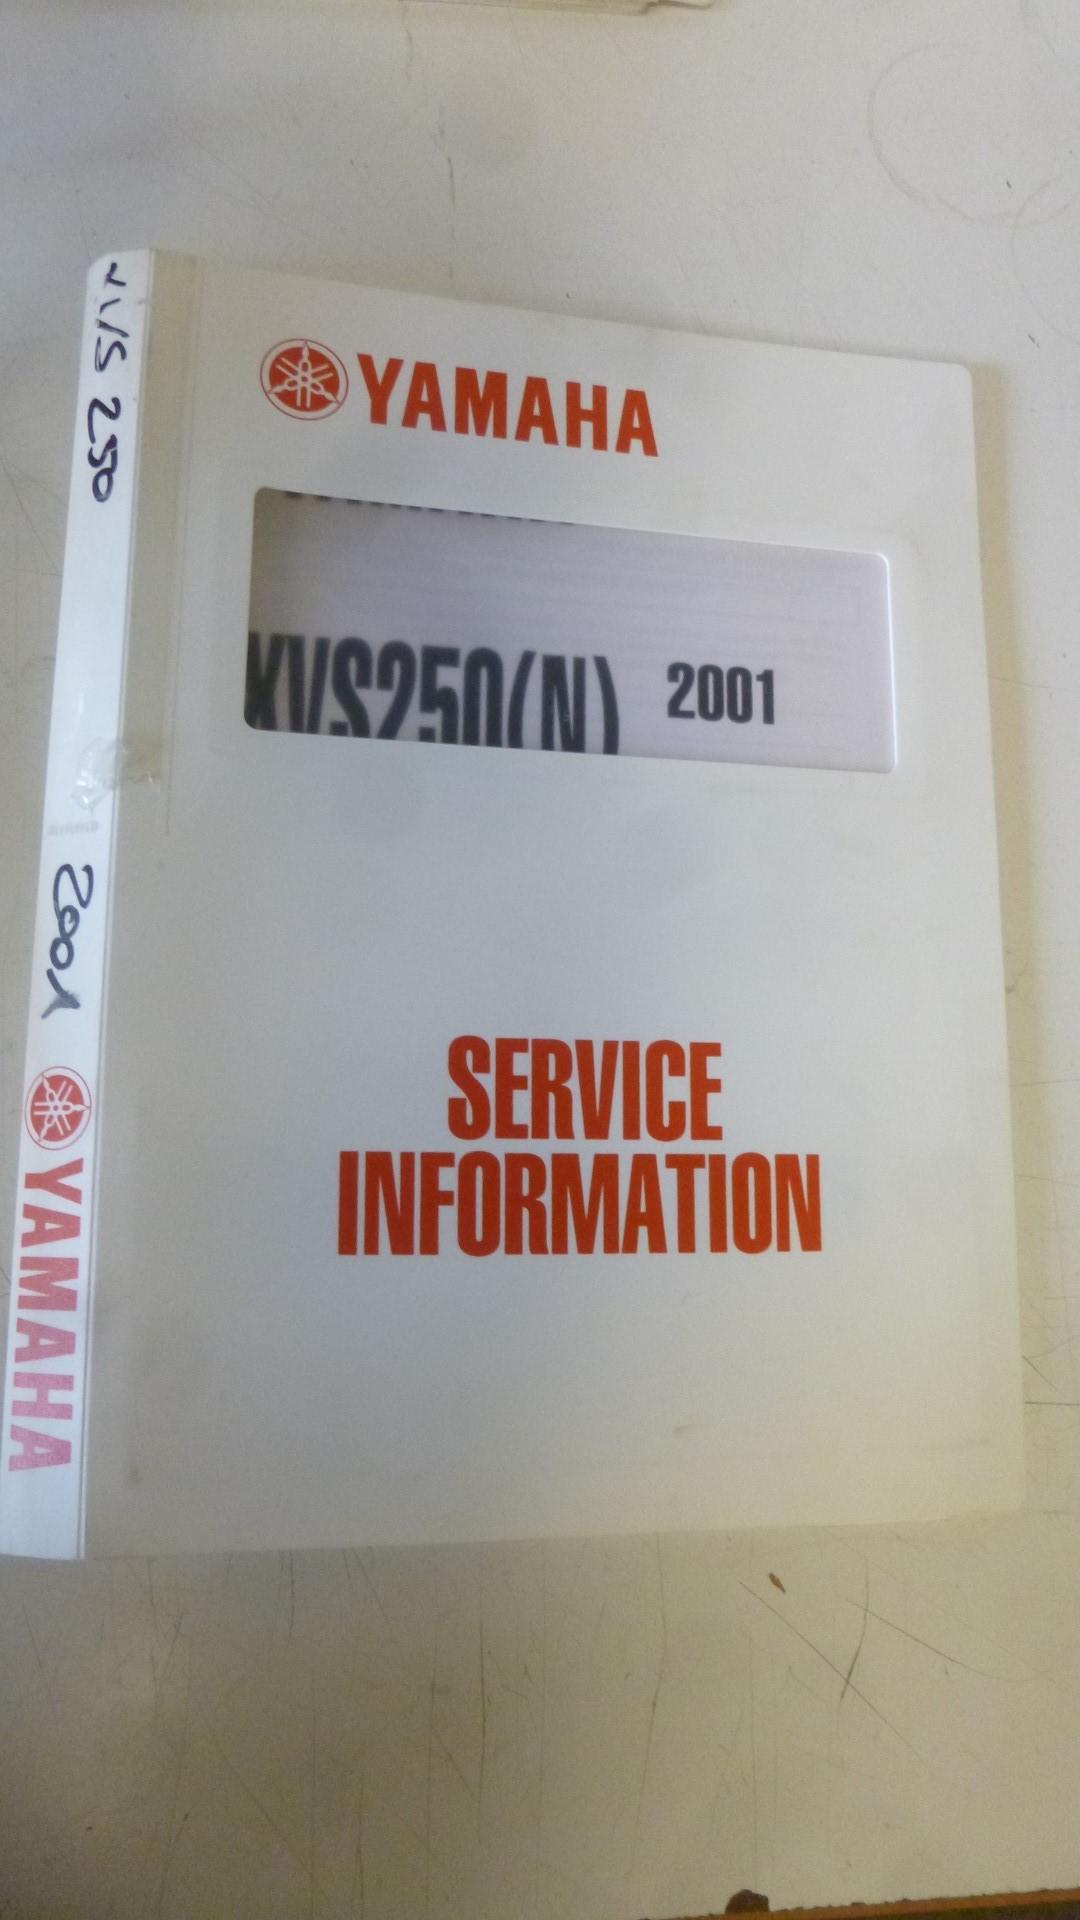 YAMAHA
XVS250(N) 2001
SERVICE
INFORMATION
XVS 250
2001
YAMAHA